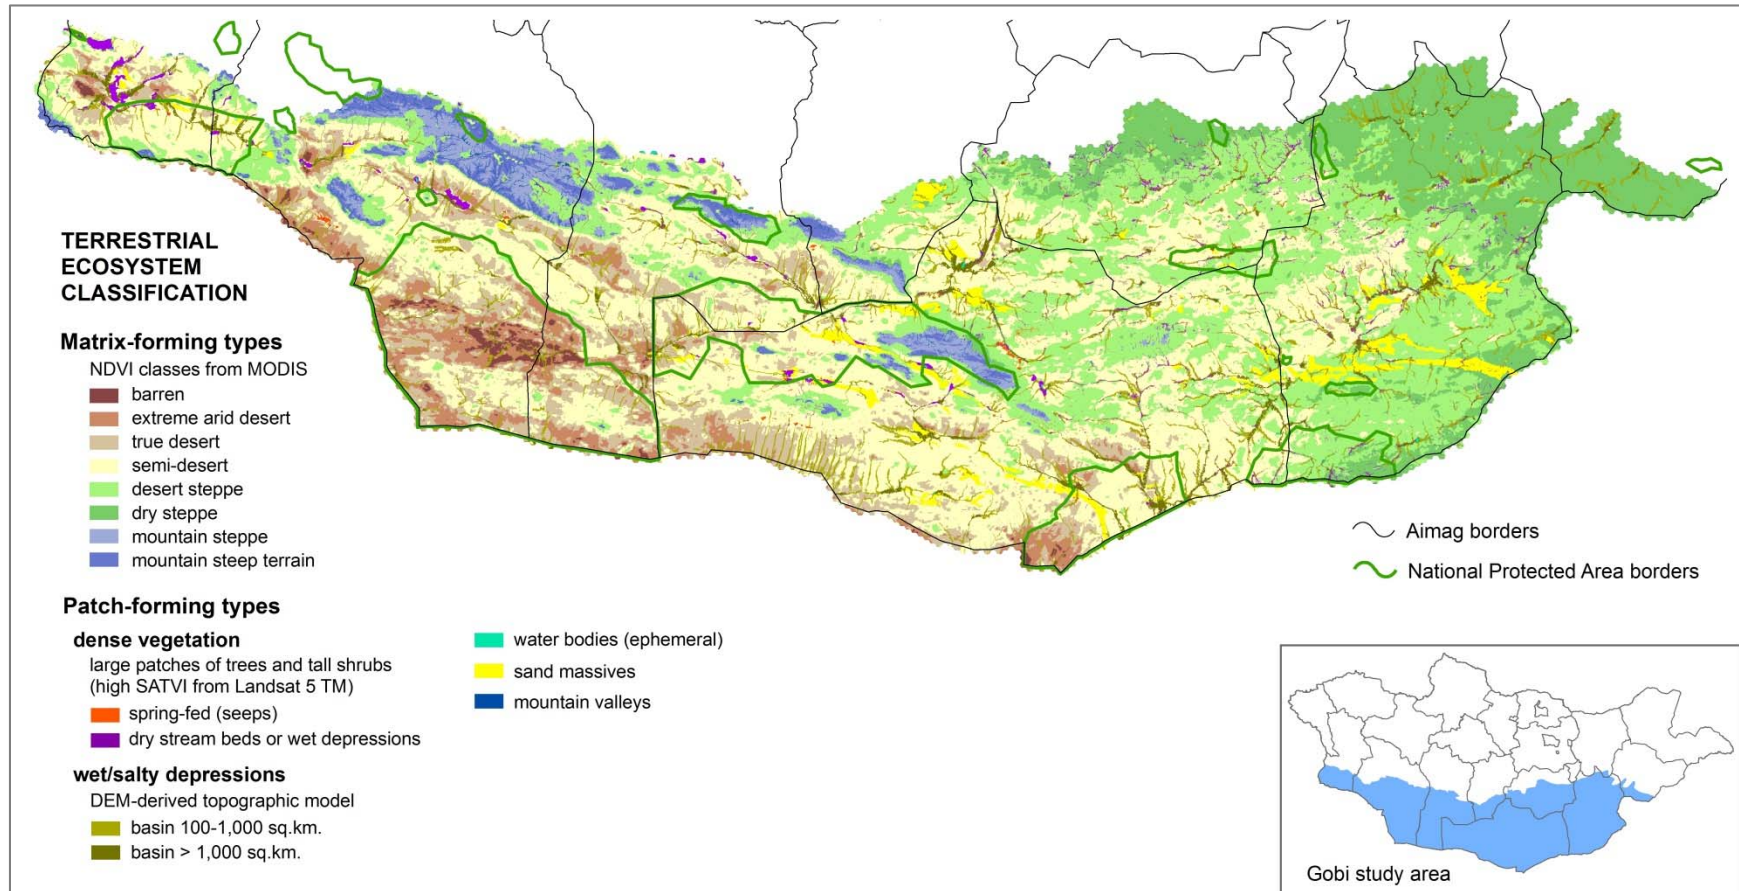 TERRESTRIAL
ECOSYSTEM
CLASSIFICATION
Matrix-forming types
NDVI classes from MODIS
barren
extreme arid desert
true desert
semi-desert
desert steppe
dry steppe
mountain steppe
mountain steep terrain
Patch-forming types
dense vegetation
large patches of trees and tall shrubs
(high SATVI from Landsat 5 TM)
spring-fed (seeps)
dry stream beds or wet depressions
wet/salty depressions
DEM-derived topographic model
basin 100-1,000 sq.km.
basin > 1,000 sq.km.
water bodies (ephemeral)
sand massives
mountain valleys
Aimag borders
National Protected Area borders
Gobi study area